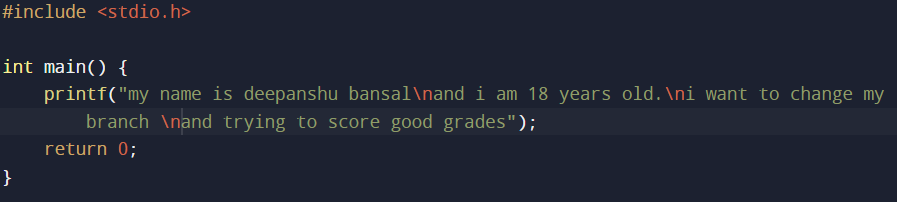 #include <stdio.h>
int main() {
printf("my name is deepanshu bansal\nand i am 18 years old.\ni want to change my
branch \nand trying to score good grades");
return 0;
}